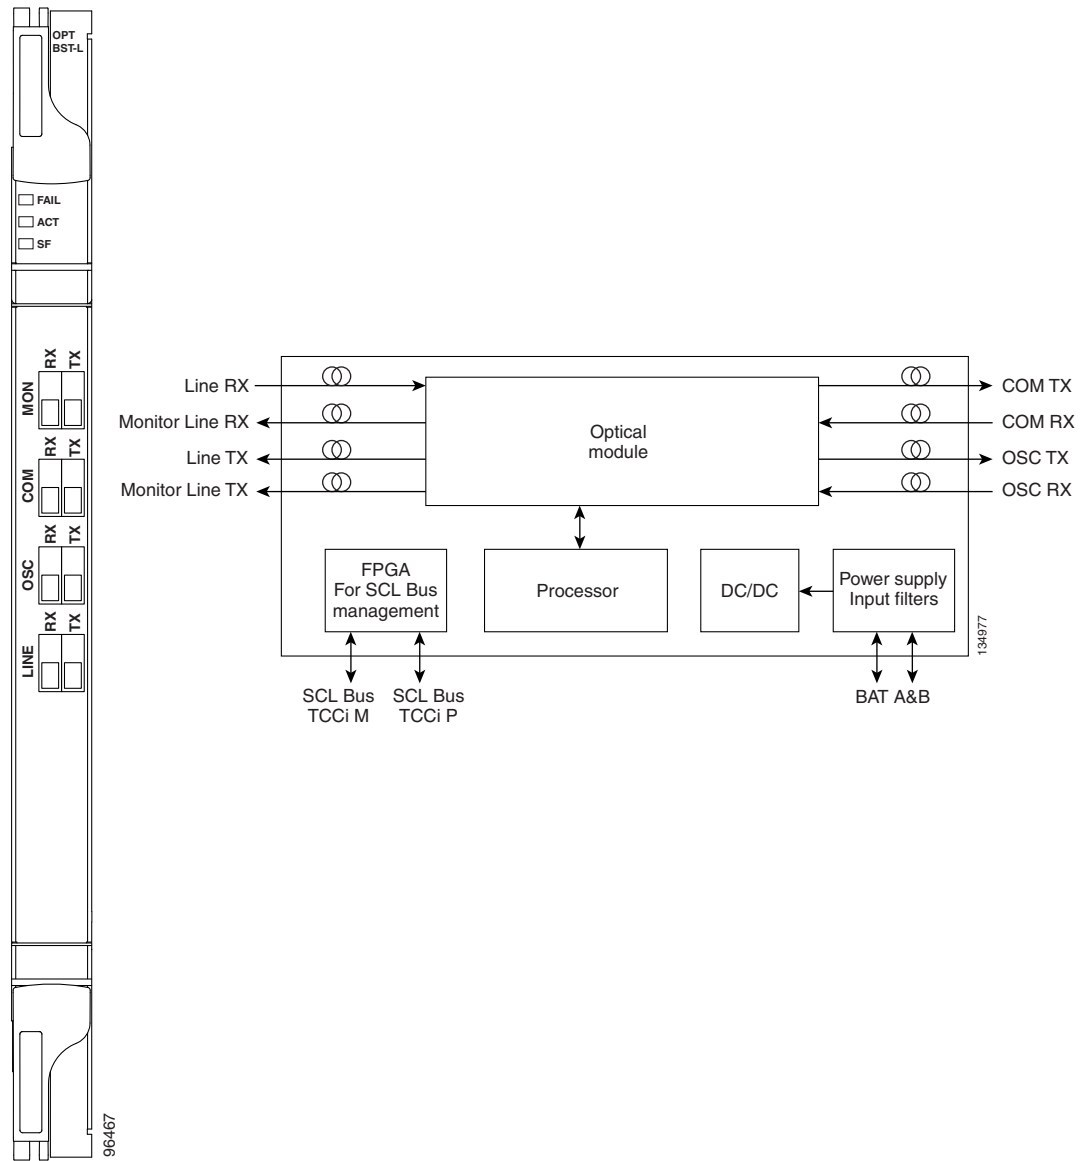 OPT
BST-L
FAIL
ACT
SF
RX
TX
MON
RX
TX
COM
RX
TX
OSC
RX
TX
LINE
96467
Line RX
Monitor Line RX
Line TX
Monitor Line TX
Optical
module
COM TX
COM RX
OSC TX
OSC RX
FPGA
For SCL Bus
management
Processor
DC/DC
Power supply
Input filters
134977
SCL Bus
TCCi M
SCL Bus
TCCi P
BAT A&B